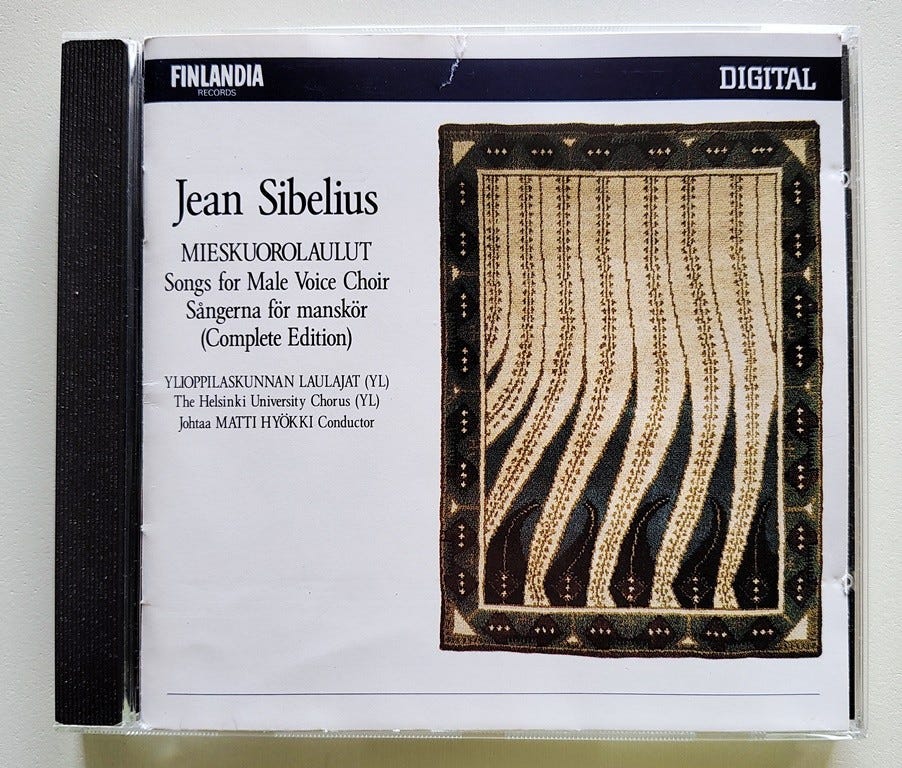 FINLANDIA
RECORDS
DIGITAL
Jean Sibelius
MIESKUOROLAULUT
Songs for Male Voice Choir
Sångerna för manskör
(Complete Edition)
YLIOPPILASKUNNAN LAULAJAT (YL)
The Helsinki University Chorus (YL)
Johtaa MATTI HYÖKKI Conductor